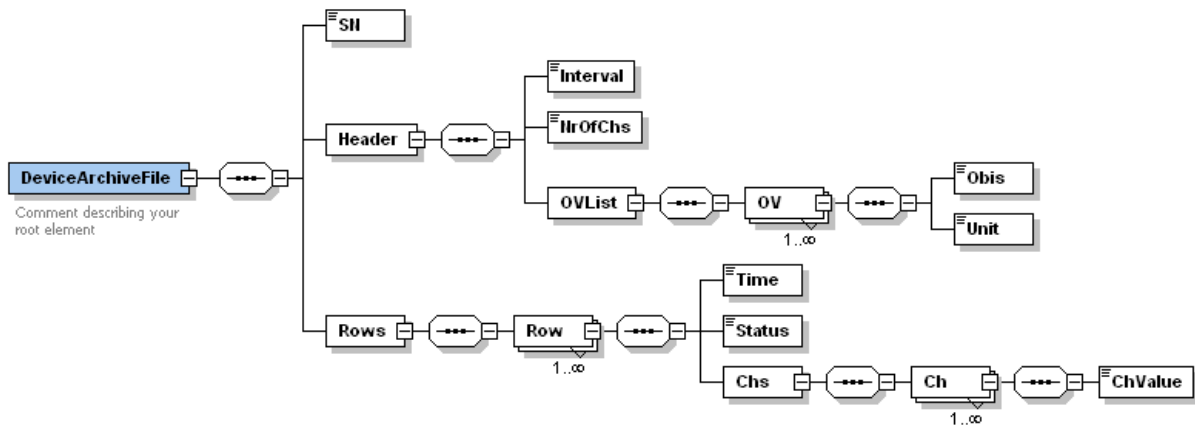 SN
Interval
Header
NrOfChs
DeviceArchiveFile
Comment describing your
root element
OVList
OV
1..∞
Obis
Unit
Rows
Row
1..∞
Time
Status
Chs
Ch
1..∞
ChValue